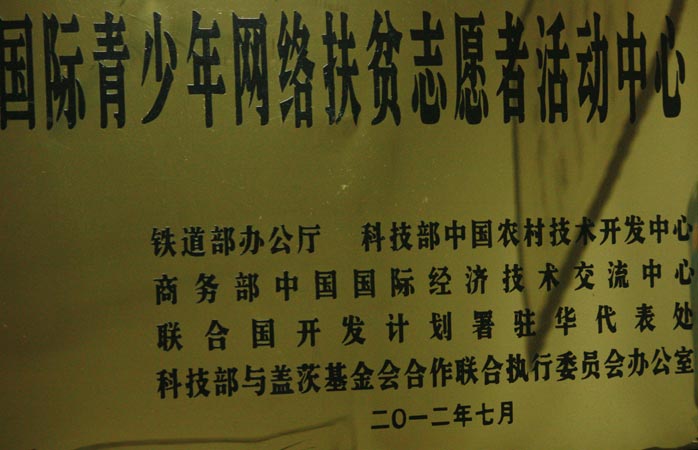 国际青少年网络扶贫志愿者活动中心
铁道部办公厅 科技部中国农村技术开发中心
商务部中国国际经济技术交流中心
联合国开发计划署驻华代表处
科技部与盖茨基金会合作联合执行委员会办公室
二〇一二年七月